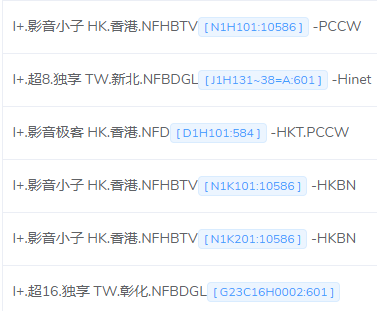 I+.影音小子 HK.香港.NFHBTV [ N1H101:10586 ] -PCCW
I+.超8.独享 TW.新北.NFBDGL [ J1H131~38=A:601 ] -Hinet
I+.影音极客 HK.香港.NFD [ D1H101:584 ] -HKT.PCCW
I+.影音小子 HK.香港.NFHBTV [ N1K101:10586 ] -HKBN
I+.影音小子 HK.香港.NFHBTV [ N1K201:10586 ] -HKBN
I+.超16.独享 TW.彰化.NFBDGL [ G23C16H0002:601 ]